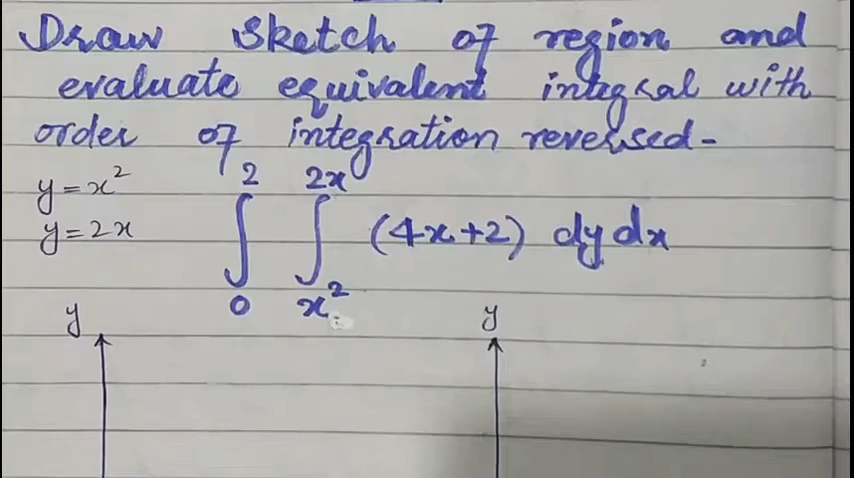 Draw sketch of region and
evaluate equivalent integral with
order of integration reversed-
y = x²
y = 2x
∫₀² ∫ₓ²²ˣ (4x+2) dy dx
y y